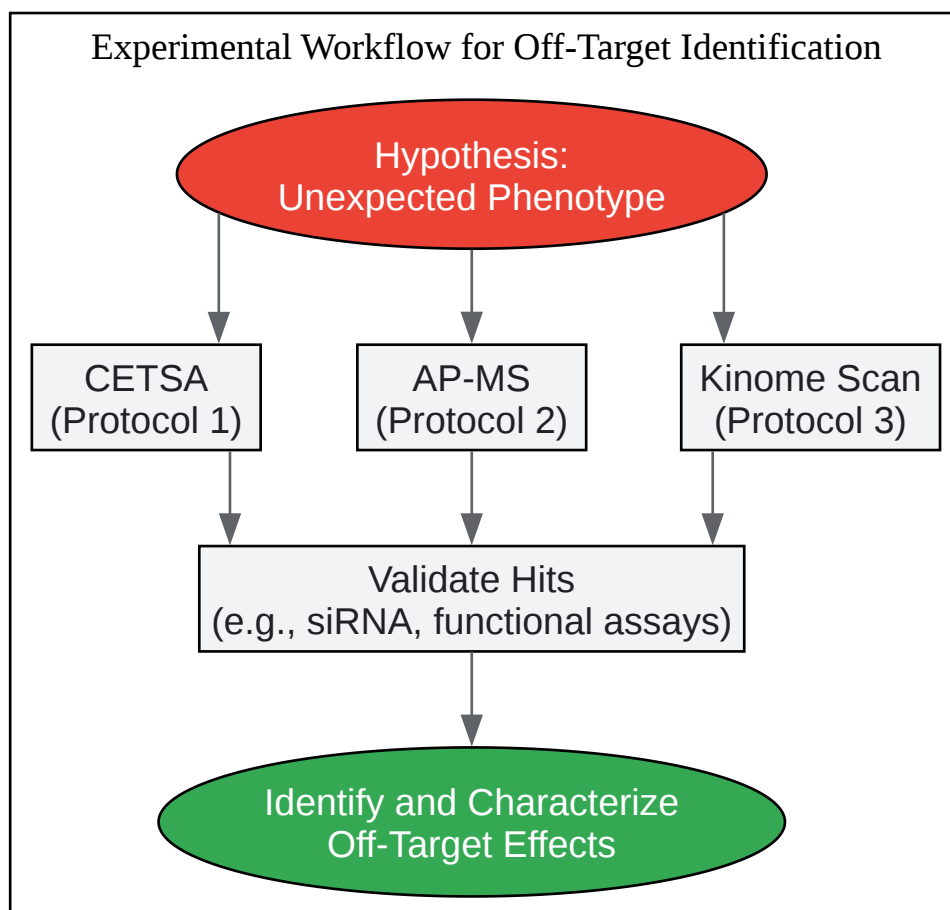 Experimental Workflow for Off-Target Identification
Hypothesis:
Unexpected Phenotype
CETSA
(Protocol 1)
AP-MS
(Protocol 2)
Kinome Scan
(Protocol 3)
Validate Hits
(e.g., siRNA, functional assays)
Identify and Characterize
Off-Target Effects